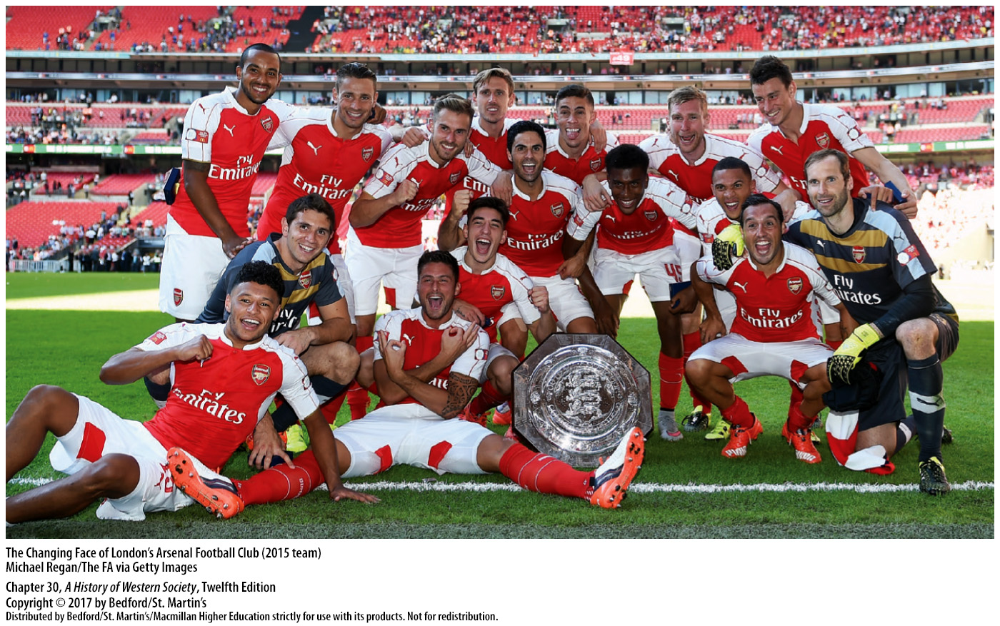 #49
Fly
Emirates
Fly
Emirates
Emirates
Fly
Emirates
Fly
Emirates
Fly
Emirates
Fly
Emirates
Fly
Emirates
45
Arsenal
The Changing Face of London's Arsenal Football Club (2015 team)
Michael Regan/The FA via Getty Images
Chapter 30, A History of Western Society, Twelfth Edition
Copyright © 2017 by Bedford/St. Martin's
Distributed by Bedford/St. Martin's/Macmillan Higher Education strictly for use with its products. Not for redistribution.